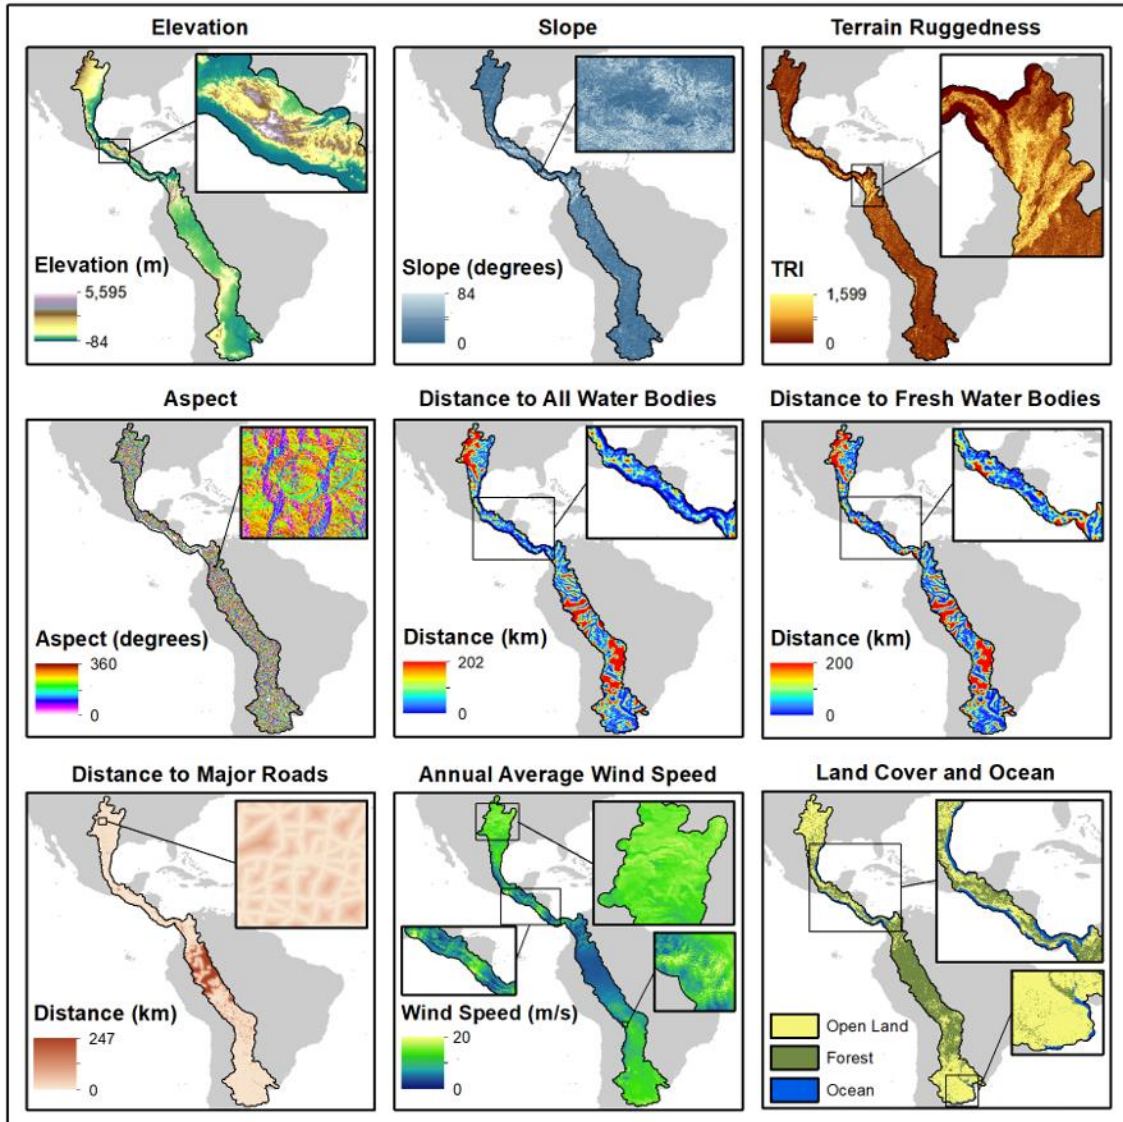 Elevation
Slope
Terrain Ruggedness
Elevation (m)
5,595
-84
Slope (degrees)
84
0
TRI
1,599
0
Aspect
Distance to All Water Bodies
Distance to Fresh Water Bodies
Aspect (degrees)
360
0
Distance (km)
202
0
Distance (km)
200
0
Distance to Major Roads
Annual Average Wind Speed
Land Cover and Ocean
Distance (km)
247
0
Wind Speed (m/s)
20
0
Open Land
Forest
Ocean